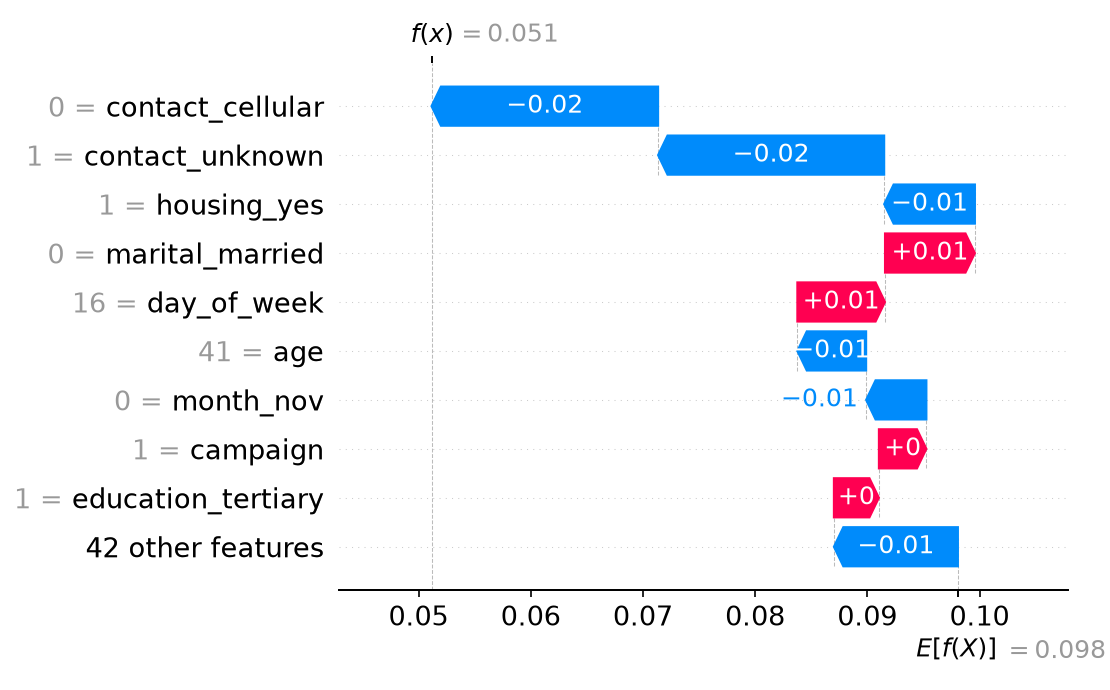 f(x) = 0.051
0 = contact_cellular −0.02
1 = contact_unknown −0.02
1 = housing_yes −0.01
0 = marital_married +0.01
16 = day_of_week +0.01
41 = age −0.01
0 = month_nov −0.01
1 = campaign +0
1 = education_tertiary +0
42 other features −0.01
0.05 0.06 0.07 0.08 0.09 0.10
E[f(X)] = 0.098